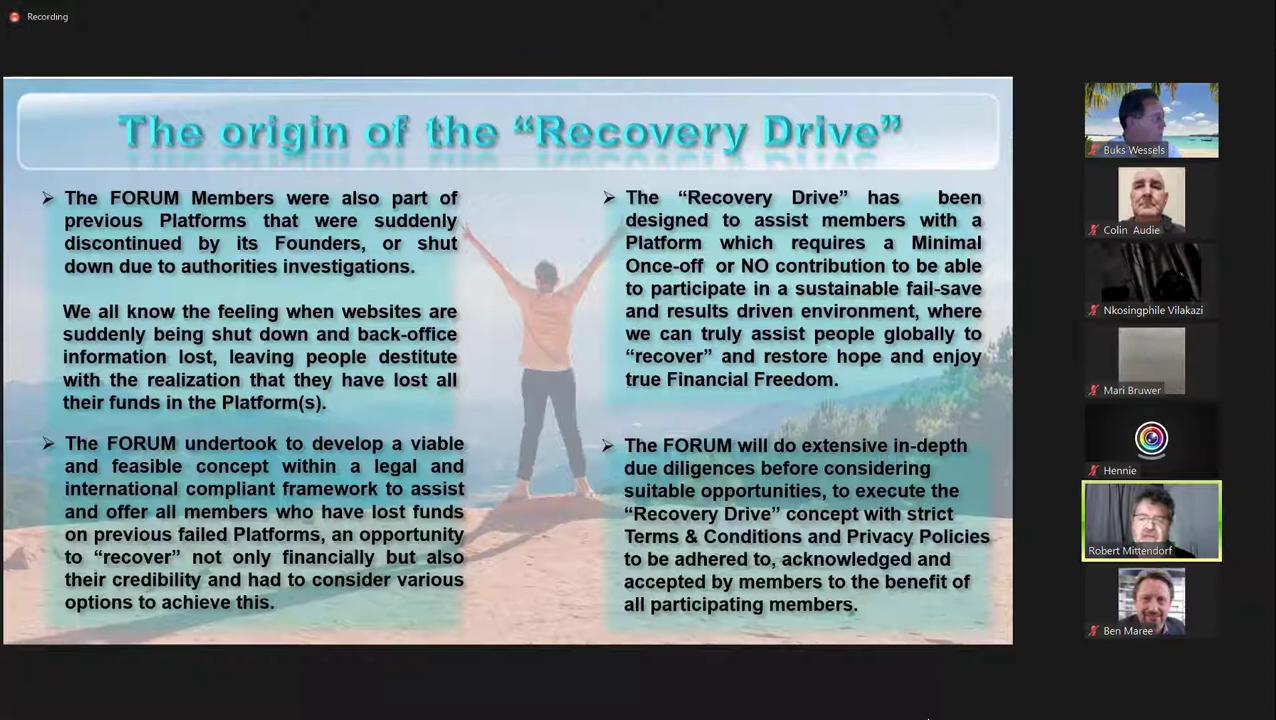 Recording
The origin of the “Recovery Drive”
The FORUM Members were also part of
previous Platforms that were suddenly
discontinued by its Founders, or shut
down due to authorities investigations.
We all know the feeling when websites are
suddenly being shut down and back-office
information lost, leaving people destitute
with the realization that they have lost all
their funds in the Platform(s).
The FORUM undertook to develop a viable
and feasible concept within a legal and
international compliant framework to assist
and offer all members who have lost funds
on previous failed Platforms, an opportunity
to “recover” not only financially but also
their credibility and had to consider various
options to achieve this.
The “Recovery Drive” has been
designed to assist members with a
Platform which requires a Minimal
Once-off or NO contribution to be able
to participate in a sustainable fail-save
and results driven environment, where
we can truly assist people globally to
“recover” and restore hope and enjoy
true Financial Freedom.
The FORUM will do extensive in-depth
due diligences before considering
suitable opportunities, to execute the
“Recovery Drive” concept with strict
Terms & Conditions and Privacy Policies
to be adhered to, acknowledged and
accepted by members to the benefit of
all participating members.
Buks Wessels
Colin Audie
Nkosingphile Vilakazi
Mari Bruwer
Hennie
Robert Mittendorf
Ben Maree